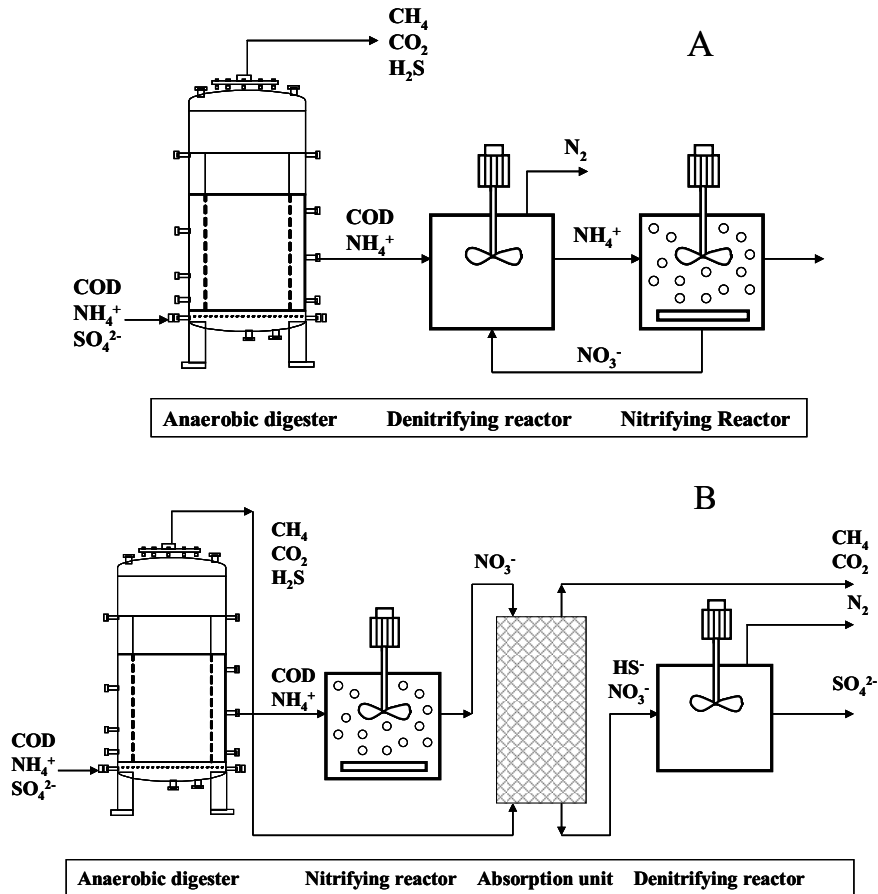 A
CH₄
CO₂
H₂S
N₂
COD
NH₄⁺
NH₄⁺
COD
NH₄⁺
SO₄²⁻
NO₃⁻
Anaerobic digester Denitrifying reactor Nitrifying Reactor
B
CH₄
CO₂
H₂S
NO₃⁻
CH₄
CO₂
N₂
COD
NH₄⁺
HS⁻
NO₃⁻
SO₄²⁻
COD
NH₄⁺
SO₄²⁻
Anaerobic digester Nitrifying reactor Absorption unit Denitrifying reactor